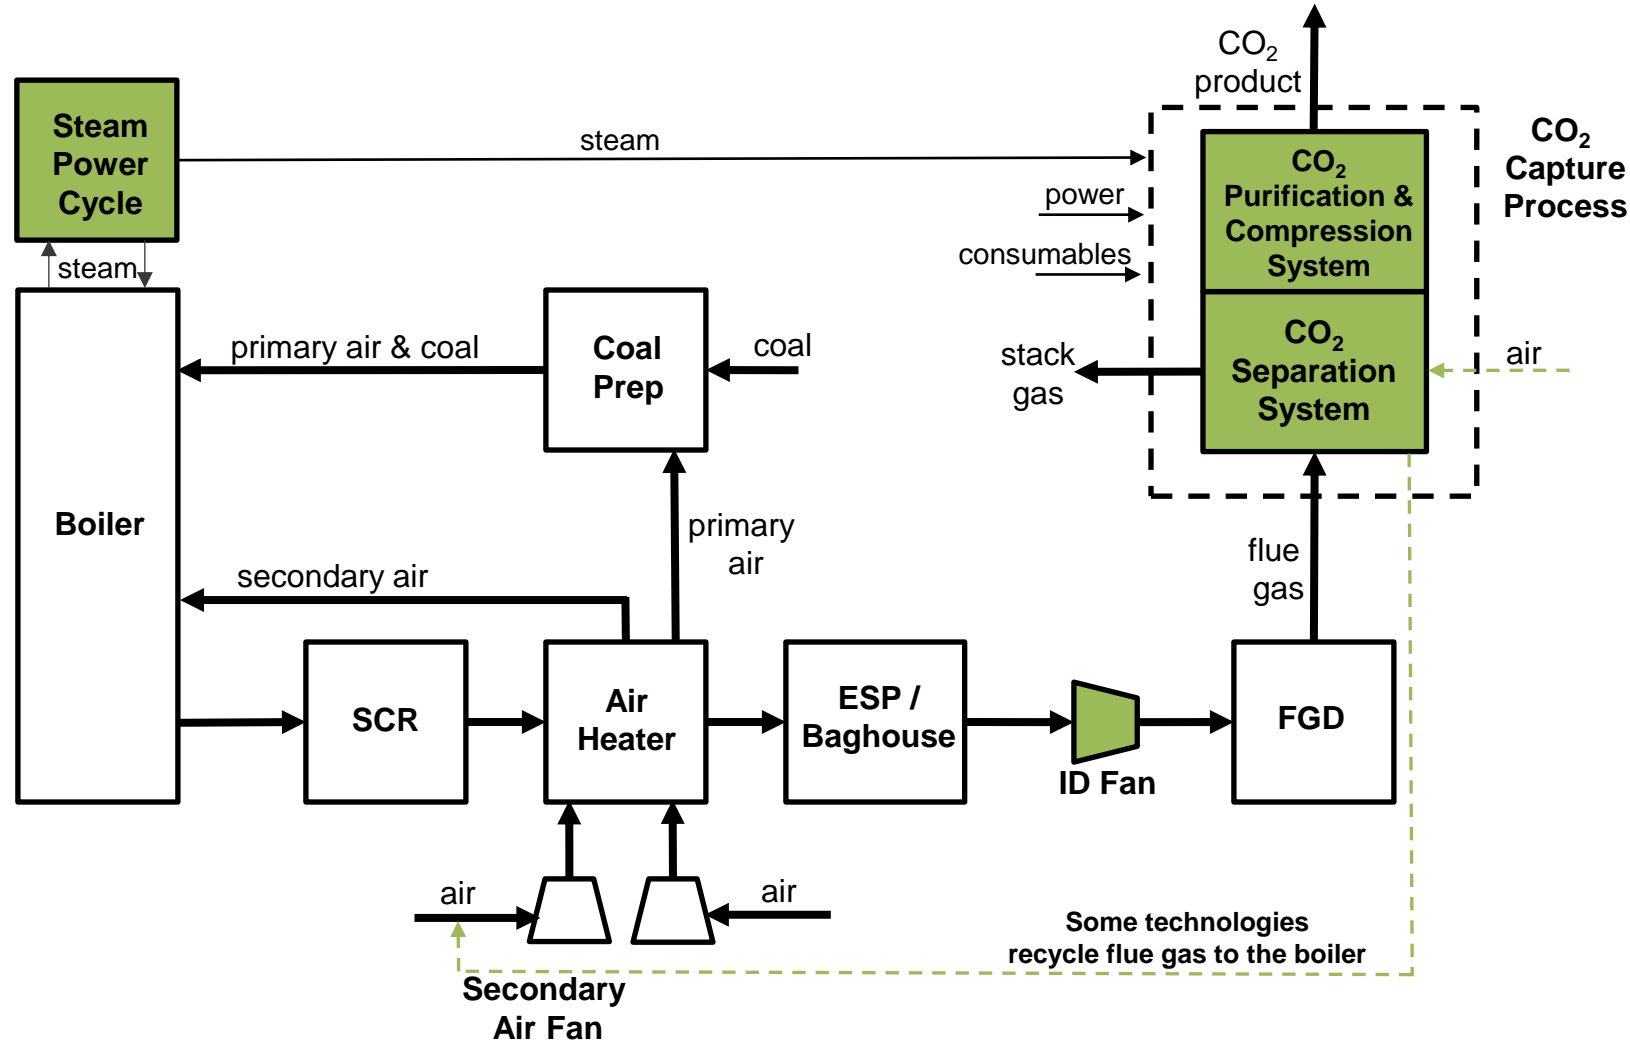 CO2
product
Steam
Power
Cycle
steam
CO2
Purification &
Compression
System
CO2
Capture
Process
power
consumables
steam
primary air & coal
Coal
Prep
coal
stack
gas
CO2
Separation
System
air
Boiler
primary
air
flue
gas
secondary air
SCR
Air
Heater
ESP /
Baghouse
ID Fan
FGD
air
air
Some technologies
recycle flue gas to the boiler
Secondary
Air Fan